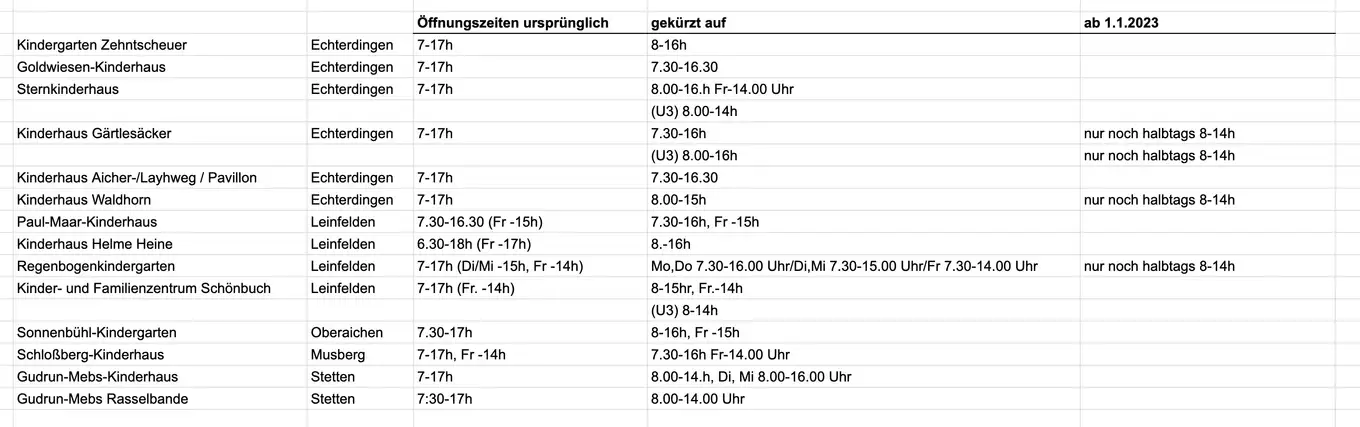 Öffnungszeiten ursprünglich gekürzt auf ab 1.1.2023
Kindergarten Zehntscheuer Echterdingen 7-17h 8-16h
Goldwiesen-Kinderhaus Echterdingen 7-17h 7.30-16.30
Sternkinderhaus Echterdingen 7-17h 8.00-16.h Fr-14.00 Uhr
(U3) 8.00-14h
Kinderhaus Gärtlesäcker Echterdingen 7-17h 7.30-16h nur noch halbtags 8-14h
(U3) 8.00-16h nur noch halbtags 8-14h
Kinderhaus Aicher-/Layhweg / Pavillon Echterdingen 7-17h 7.30-16.30
Kinderhaus Waldhorn Echterdingen 7-17h 8.00-15h nur noch halbtags 8-14h
Paul-Maar-Kinderhaus Leinfelden 7.30-16.30 (Fr -15h) 7.30-16h, Fr -15h
Kinderhaus Helme Heine Leinfelden 6.30-18h (Fr -17h) 8.-16h
Regenbogenkindergarten Leinfelden 7-17h (Di/Mi -15h, Fr -14h) Mo,Do 7.30-16.00 Uhr/Di,Mi 7.30-15.00 Uhr/Fr 7.30-14.00 Uhr nur noch halbtags 8-14h
Kinder- und Familienzentrum Schönbuch Leinfelden 7-17h (Fr. -14h) 8-15hr, Fr.-14h
(U3) 8-14h
Sonnenbühl-Kindergarten Oberaichen 7.30-17h 8-16h, Fr -15h
Schloßberg-Kinderhaus Musberg 7-17h, Fr -14h 7.30-16h Fr-14.00 Uhr
Gudrun-Mebs-Kinderhaus Stetten 7-17h 8.00-14.h, Di, Mi 8.00-16.00 Uhr
Gudrun-Mebs Rasselbande Stetten 7:30-17h 8.00-14.00 Uhr